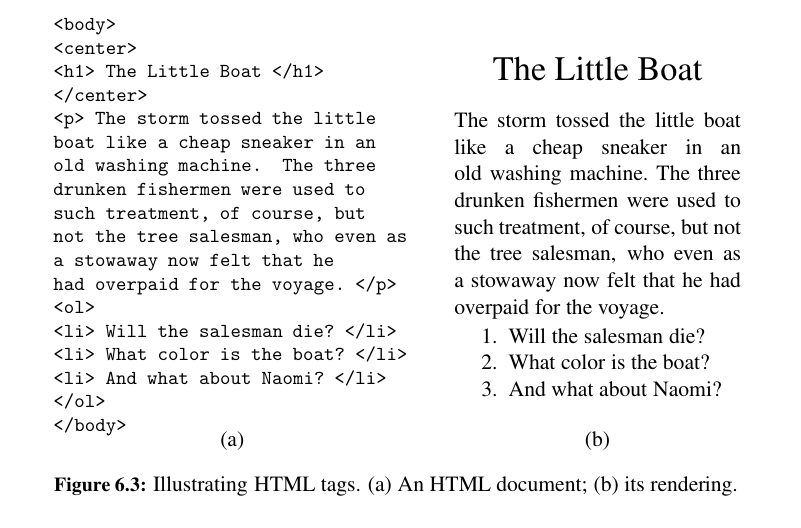 <body>
<center>
<h1> The Little Boat </h1>
</center>
<p> The storm tossed the little
boat like a cheap sneaker in an
old washing machine.  The three
drunken fishermen were used to
such treatment, of course, but
not the tree salesman, who even as
a stowaway now felt that he
had overpaid for the voyage. </p>
<ol>
<li> Will the salesman die? </li>
<li> What color is the boat? </li>
<li> And what about Naomi? </li>
</ol>
</body>
(a)
The Little Boat
The storm tossed the little boat
like a cheap sneaker in an
old washing machine. The three
drunken fishermen were used to
such treatment, of course, but not
the tree salesman, who even as
a stowaway now felt that he had
overpaid for the voyage.
1. Will the salesman die?
2. What color is the boat?
3. And what about Naomi?
(b)
Figure 6.3: Illustrating HTML tags. (a) An HTML document; (b) its rendering.